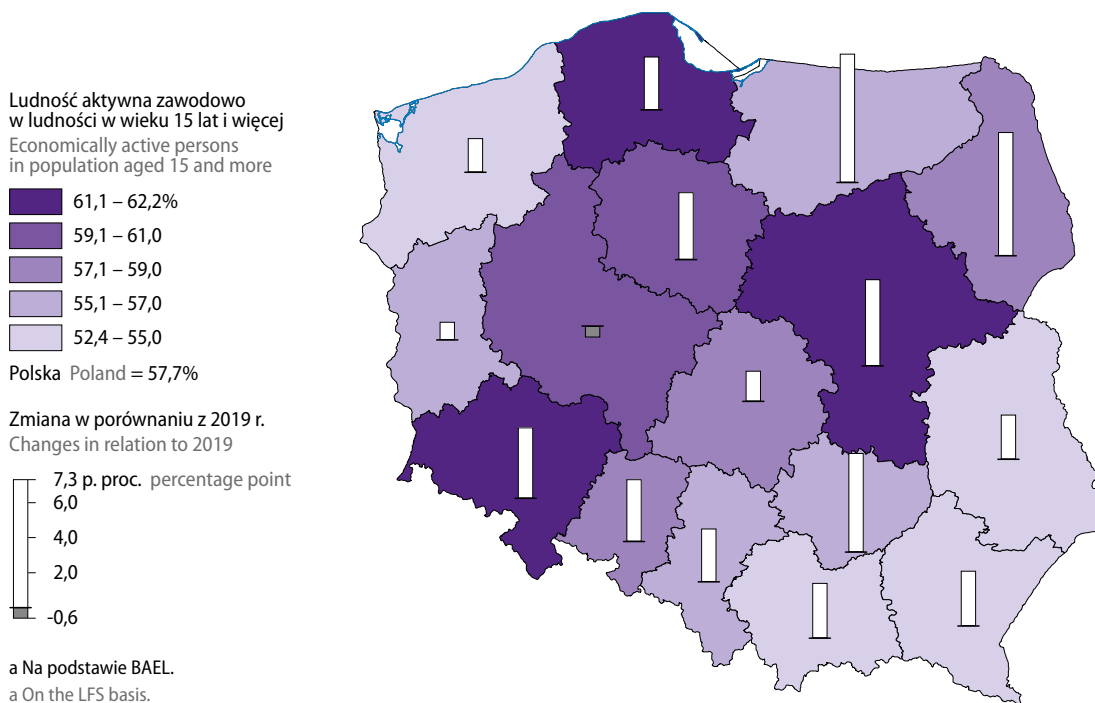 Ludność aktywna zawodowo
w ludności w wieku 15 lat i więcej
Economically active persons
in population aged 15 and more
61,1 – 62,2%
59,1 – 61,0
57,1 – 59,0
55,1 – 57,0
52,4 – 55,0
Polska Poland = 57,7%
Zmiana w porównaniu z 2019 r.
Changes in relation to 2019
7,3 p. proc. percentage point
6,0
4,0
2,0
-0,6
a Na podstawie BAEL.
a On the LFS basis.